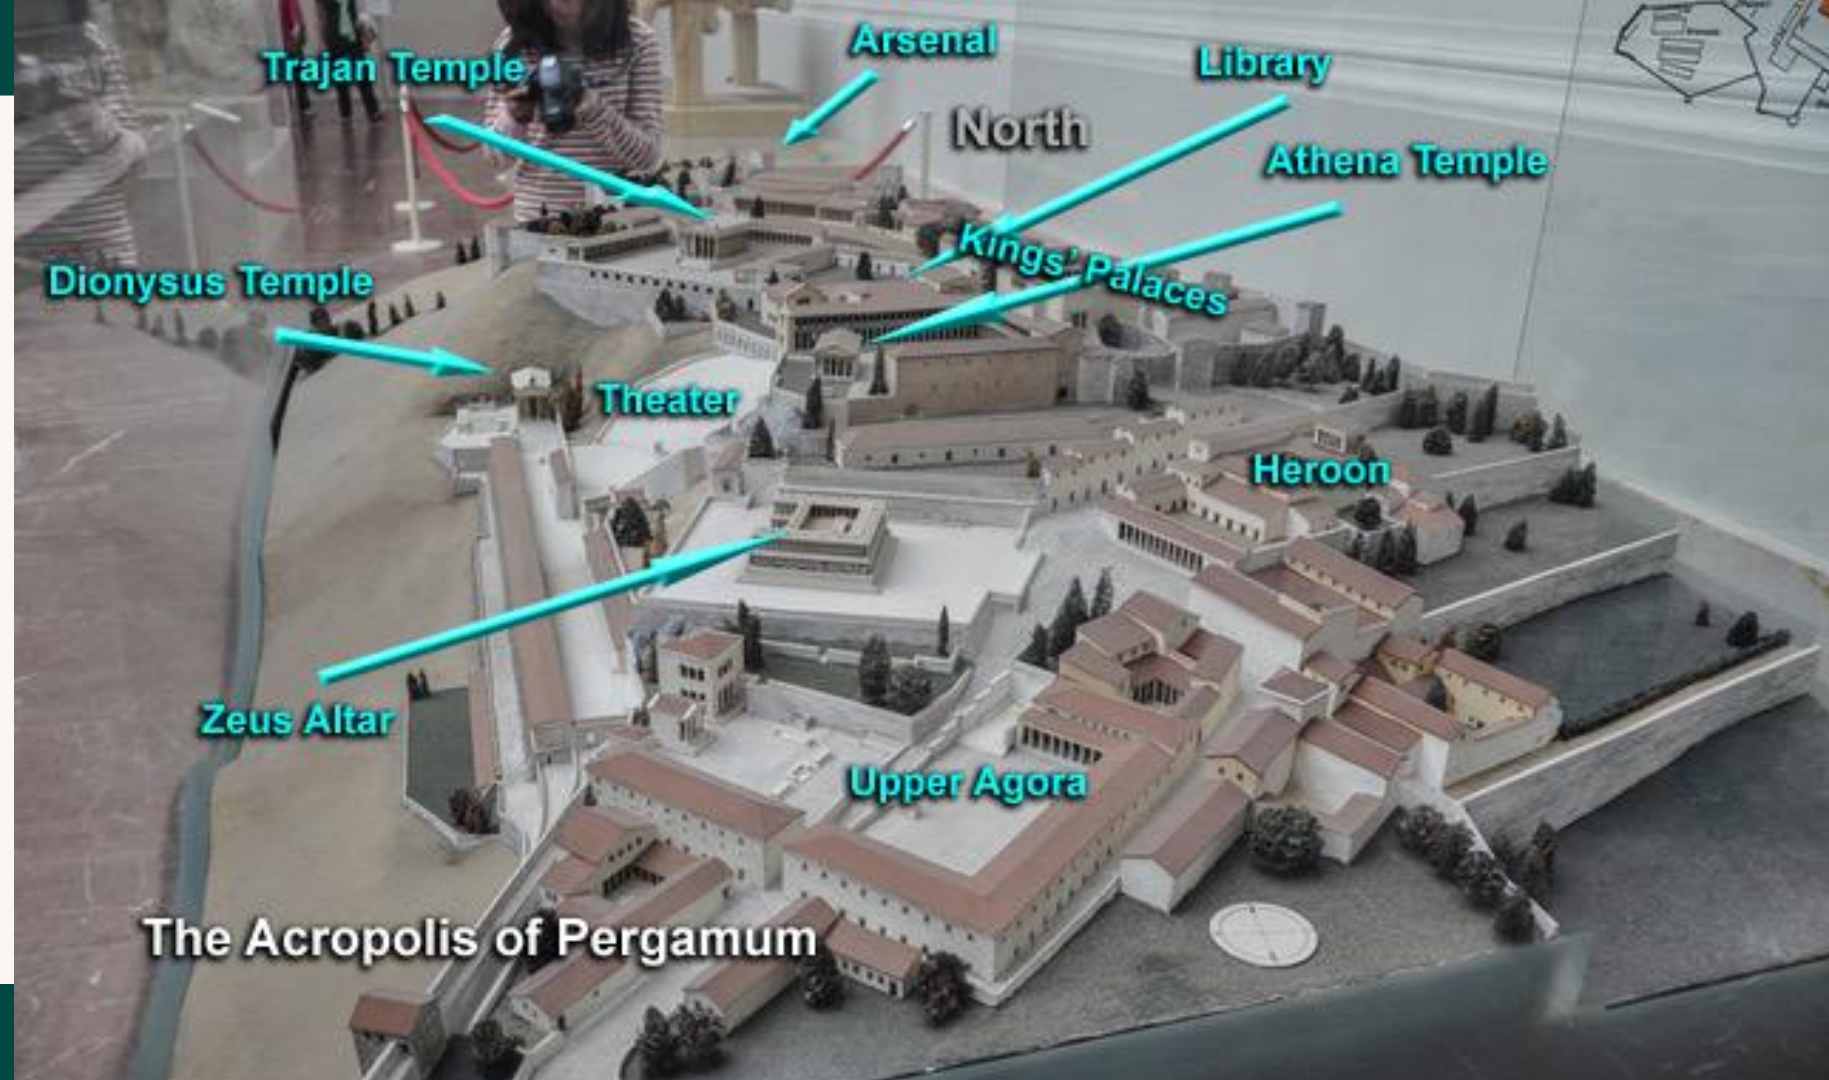 Arsenal
Trajan Temple
Library
North
Athena Temple
Kings' Palaces
Dionysus Temple
Theater
Heroon
Zeus Altar
Upper Agora
The Acropolis of Pergamum